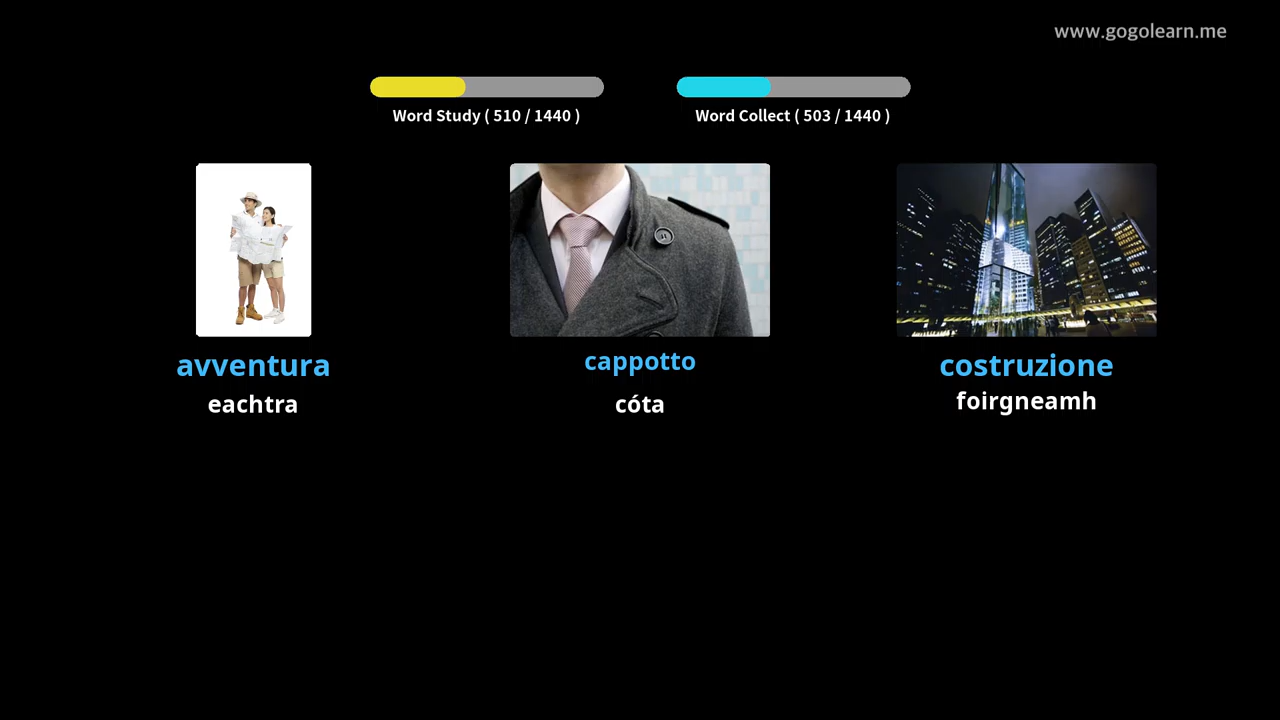 www.gogolearn.me
Word Study ( 510 / 1440 )
Word Collect ( 503 / 1440 )
avventura
eachtra
cappotto
cóta
costruzione
foirgneamh